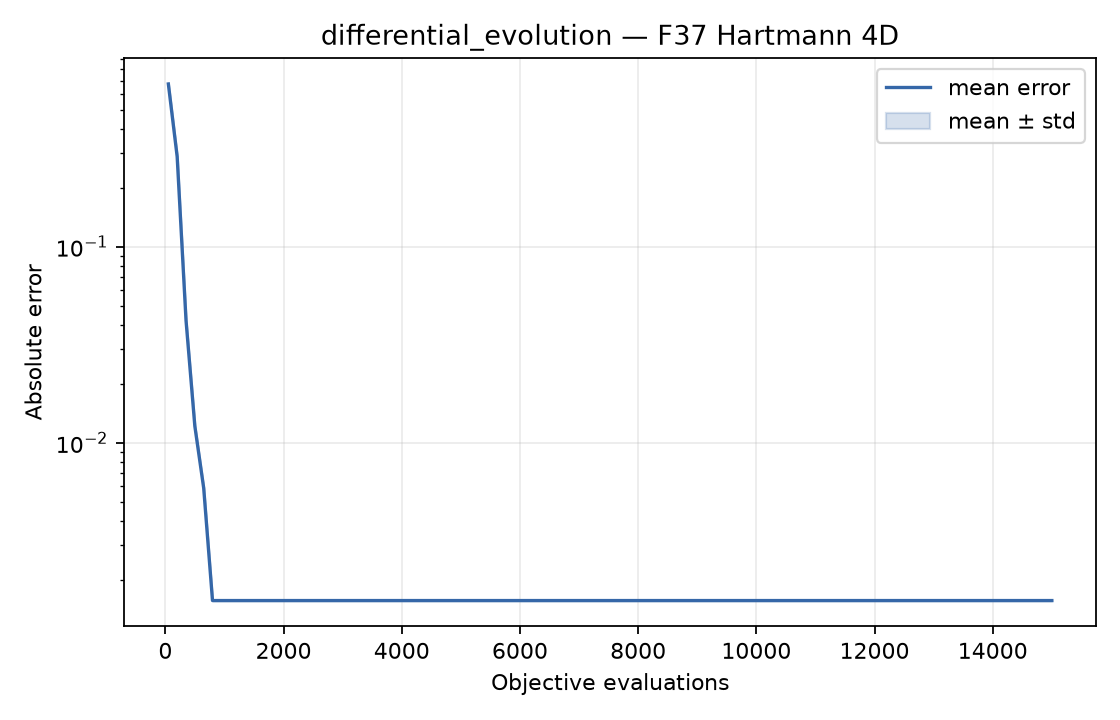 differential_evolution — F37 Hartmann 4D
mean error
mean ± std
10⁻¹
10⁻²
Absolute error
0 2000 4000 6000 8000 10000 12000 14000
Objective evaluations